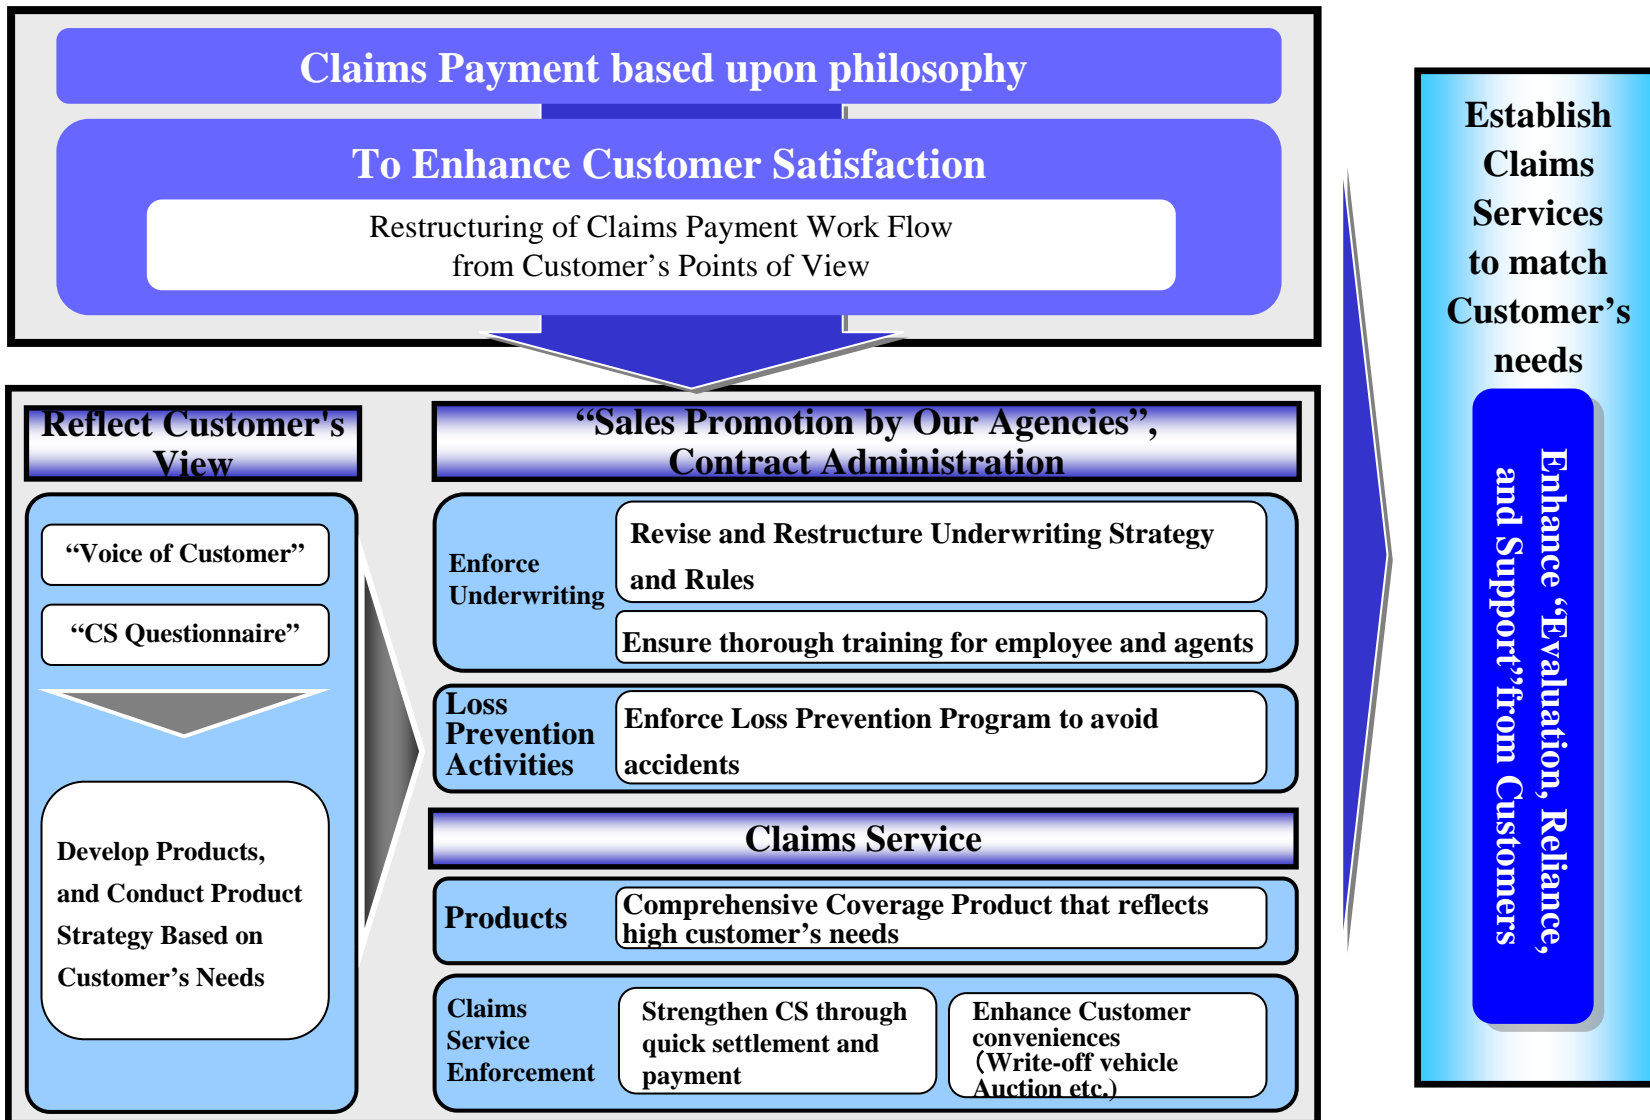 Claims Payment based upon philosophy
To Enhance Customer Satisfaction
Restructuring of Claims Payment Work Flow
from Customer’s Points of View
Reflect Customer's
View
“Voice of Customer”
“CS Questionnaire”
Develop Products,
and Conduct Product
Strategy Based on
Customer’s Needs
“Sales Promotion by Our Agencies”,
Contract Administration
Enforce
Underwriting
Revise and Restructure Underwriting Strategy
and Rules
Ensure thorough training for employee and agents
Loss
Prevention
Activities
Enforce Loss Prevention Program to avoid
accidents
Claims Service
Products
Comprehensive Coverage Product that reflects
high customer’s needs
Claims
Service
Enforcement
Strengthen CS through
quick settlement and
payment
Enhance Customer
conveniences
（Write-off vehicle
Auction etc.)
Establish
Claims
Services
to match
Customer’s
needs
Enhance “Evaluation, Reliance,
and Support”from Customers